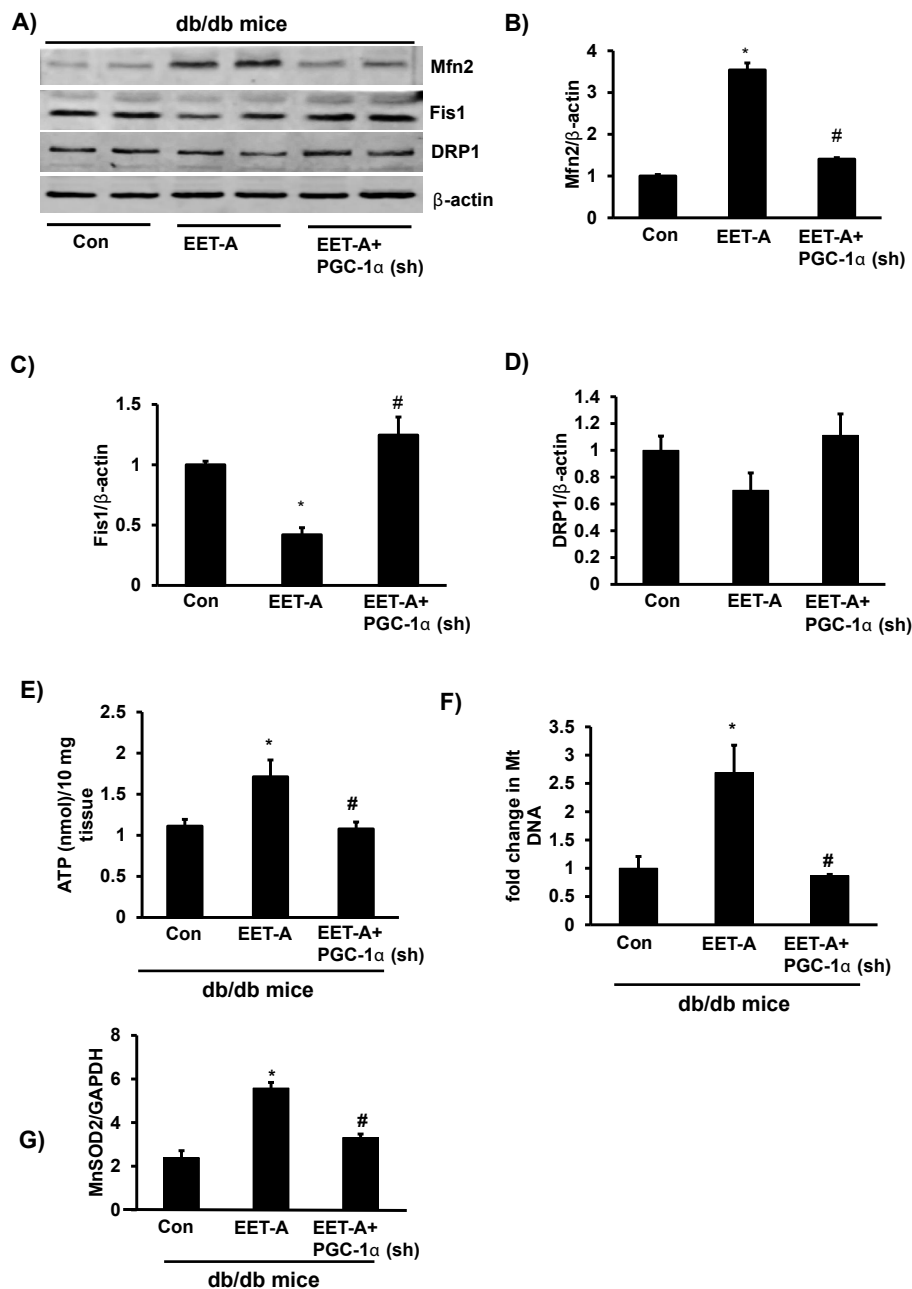 A)
db/db mice
Mfn2
Fis1
DRP1
β-actin
Con
EET-A
EET-A+
PGC-1α (sh)
B)
Mfn2/β-actin
4
3
2
1
0
*
#
Con
EET-A
EET-A+
PGC-1α (sh)
C)
Fis1/β-actin
1.5
1
0.5
0
*
#
Con
EET-A
EET-A+
PGC-1α (sh)
D)
DRP1/β-actin
1.4
1.2
1
0.8
0.6
0.4
0.2
0
Con
EET-A
EET-A+
PGC-1α (sh)
E)
ATP (nmol)/10 mg
tissue
2.5
2
1.5
1
0.5
0
*
#
Con
EET-A
EET-A+
PGC-1α (sh)
db/db mice
F)
fold change in Mt
DNA
3.5
3
2.5
2
1.5
1
0.5
0
*
#
Con
EET-A
EET-A+
PGC-1α (sh)
db/db mice
G)
MnSOD2/GAPDH
8
6
4
2
0
*
#
Con
EET-A
EET-A+
PGC-1α (sh)
db/db mice